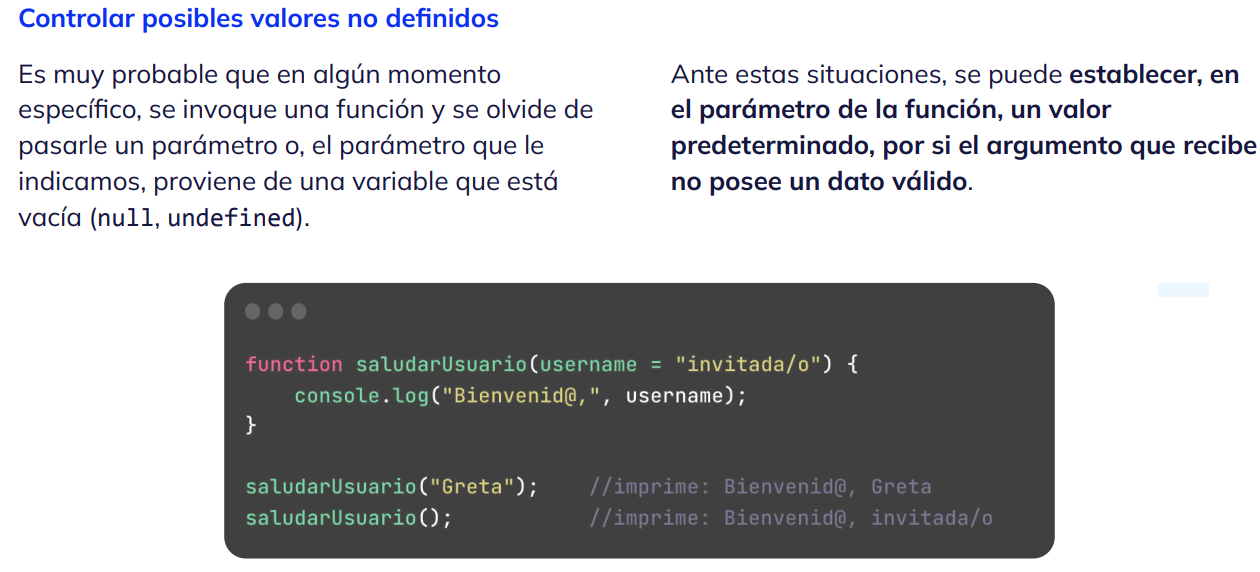 Controlar posibles valores no definidos
Es muy probable que en algún momento
específico, se invoque una función y se olvide de
pasarle un parámetro o, el parámetro que le
indicamos, proviene de una variable que está
vacía (null, undefined).
Ante estas situaciones, se puede establecer, en
el parámetro de la función, un valor
predeterminado, por si el argumento que recibe
no posee un dato válido.
function saludarUsuario(username = "invitada/o") {
    console.log("Bienvenid@,", username);
}
saludarUsuario("Greta");    //imprime: Bienvenid@, Greta
saludarUsuario();           //imprime: Bienvenid@, invitada/o